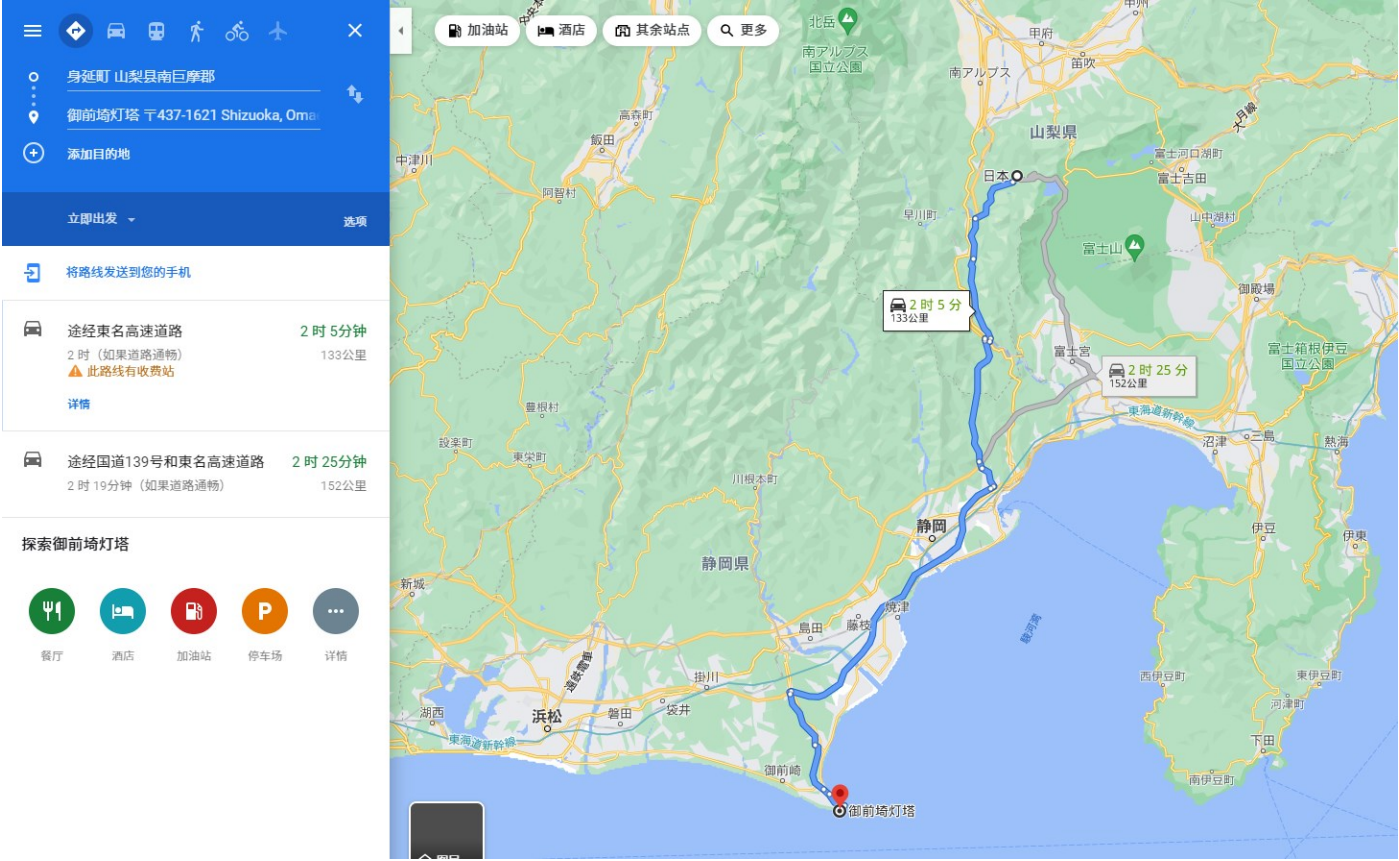 身延町 山梨县南巨摩郡
御前埼灯塔 〒437-1621 Shizuoka, Oma
添加目的地
立即出发
选项
将路线发送到您的手机
途经東名高速道路
2 时 5分钟
2 时（如果道路通畅）
133公里
此路线有收费站
详情
途经国道139号和東名高速道路
2 时 25分钟
2 时 19分钟（如果道路通畅）
152公里
探索御前埼灯塔
餐厅
酒店
加油站
停车场
详情
加油站
酒店
其余站点
更多
北岳
南アルプス
国立公園
甲府
甲州
笛吹
南アルプス
高森町
飯田
山梨県
大月線
中津川
富士河口湖町
富士吉田
日本
阿智村
早川町
山中湖村
富士山
御殿場
2 时 5 分
133公里
富士宮
富士箱根伊豆
国立公園
2 时 25 分
152公里
豊根村
東海道新幹線
設楽町
東栄町
沼津
三島
熱海
川根本町
静岡
伊豆
伊東
静岡県
新城
焼津
島田
藤枝
駿河湾
遠鉄電車
掛川
西伊豆町
東伊豆町
湖西
浜松
磐田
袋井
河津町
東海道新幹線
下田
御前崎
南伊豆町
御前埼灯塔